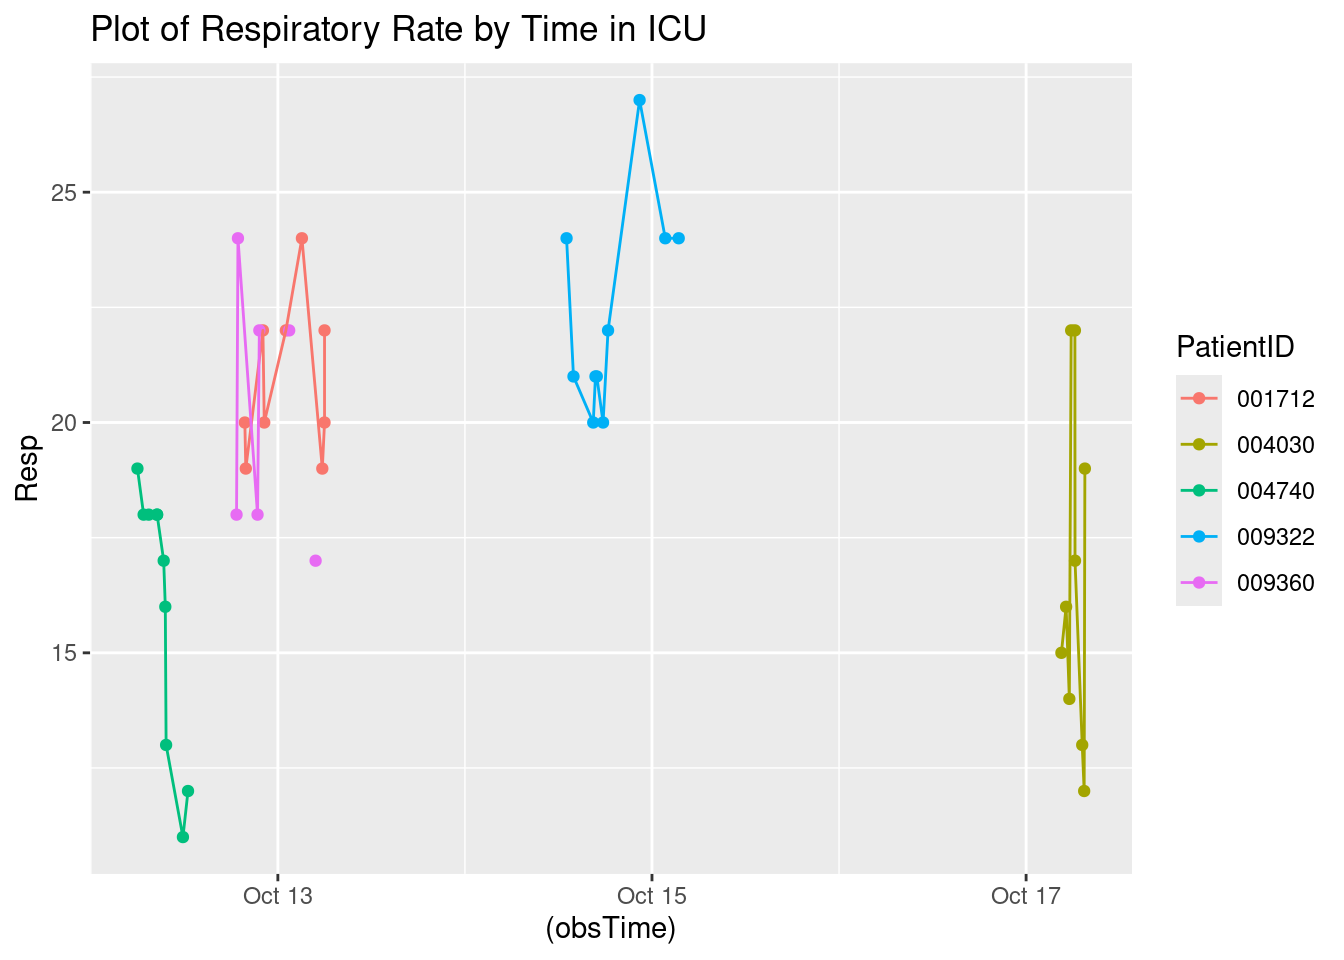 Plot of Respiratory Rate by Time in ICU
25
20
15
Resp
Oct 13
Oct 15
Oct 17
(obsTime)
PatientID
001712
004030
004740
009322
009360